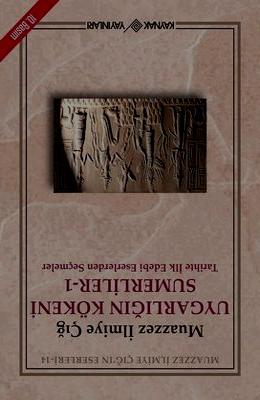 MUAZZEZ İLMİYE ÇIĞ'IN ESERLERİ-14
Muazzez İlmiye Çığ
UYGARLIĞIN KÖKENİ
SUMERLİLER-1
Tarihte İlk Edebi Eserlerden Seçmeler
KAYNAK YAYINLARI
10. Basım